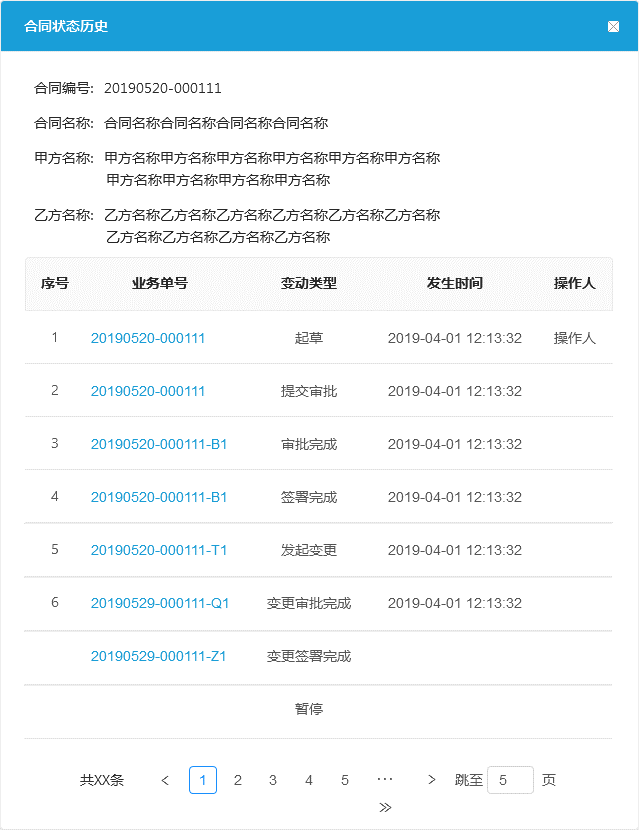 合同状态历史
合同编号: 20190520-000111
合同名称: 合同名称合同名称合同名称合同名称
甲方名称: 甲方名称甲方名称甲方名称甲方名称甲方名称甲方名称
甲方名称甲方名称甲方名称甲方名称
乙方名称: 乙方名称乙方名称乙方名称乙方名称乙方名称乙方名称
乙方名称乙方名称乙方名称乙方名称
序号 业务单号 变动类型 发生时间 操作人
1 20190520-000111 起草 2019-04-01 12:13:32 操作人
2 20190520-000111 提交审批 2019-04-01 12:13:32
3 20190520-000111-B1 审批完成 2019-04-01 12:13:32
4 20190520-000111-B1 签署完成 2019-04-01 12:13:32
5 20190520-000111-T1 发起变更 2019-04-01 12:13:32
6 20190529-000111-Q1 变更审批完成 2019-04-01 12:13:32
20190529-000111-Z1 变更签署完成
暂停
共XX条 < 1 2 3 4 5 ··· > 跳至 5 页
>>